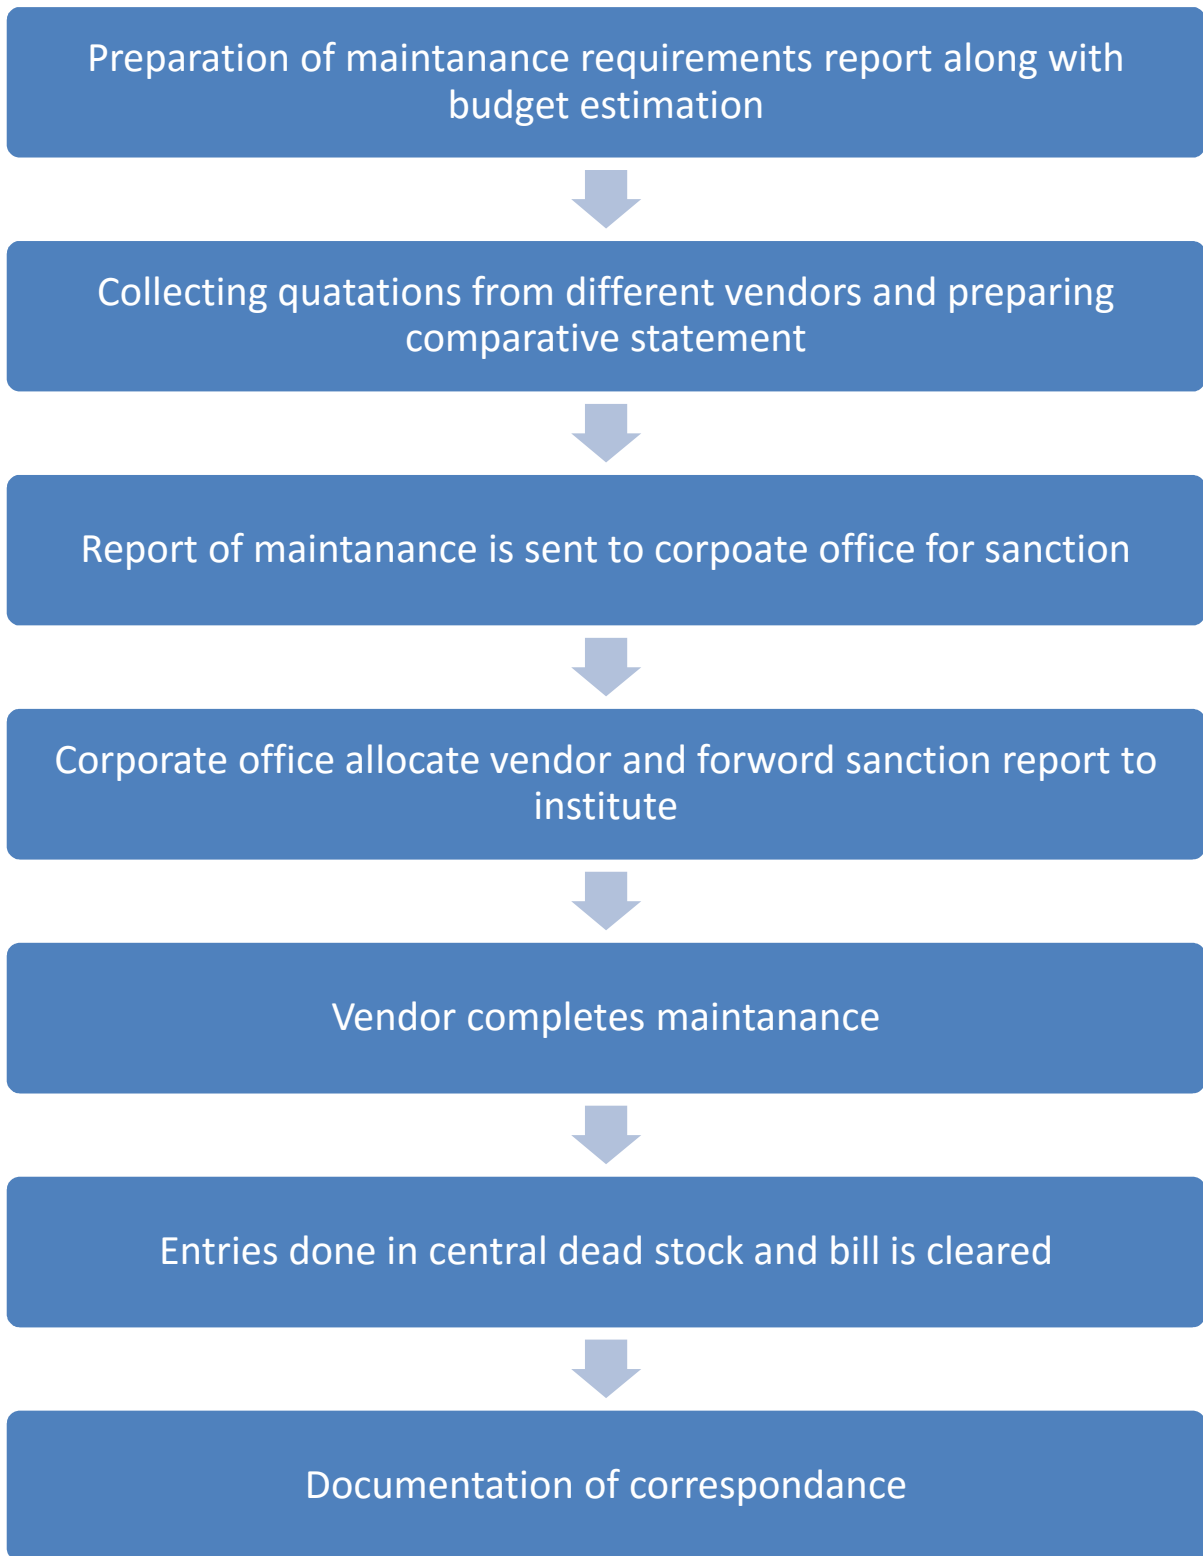 Preparation of maintanance requirements report along with
budget estimation
Collecting quatations from different vendors and preparing
comparative statement
Report of maintanance is sent to corpoate office for sanction
Corporate office allocate vendor and forword sanction report to
institute
Vendor completes maintanance
Entries done in central dead stock and bill is cleared
Documentation of correspondance